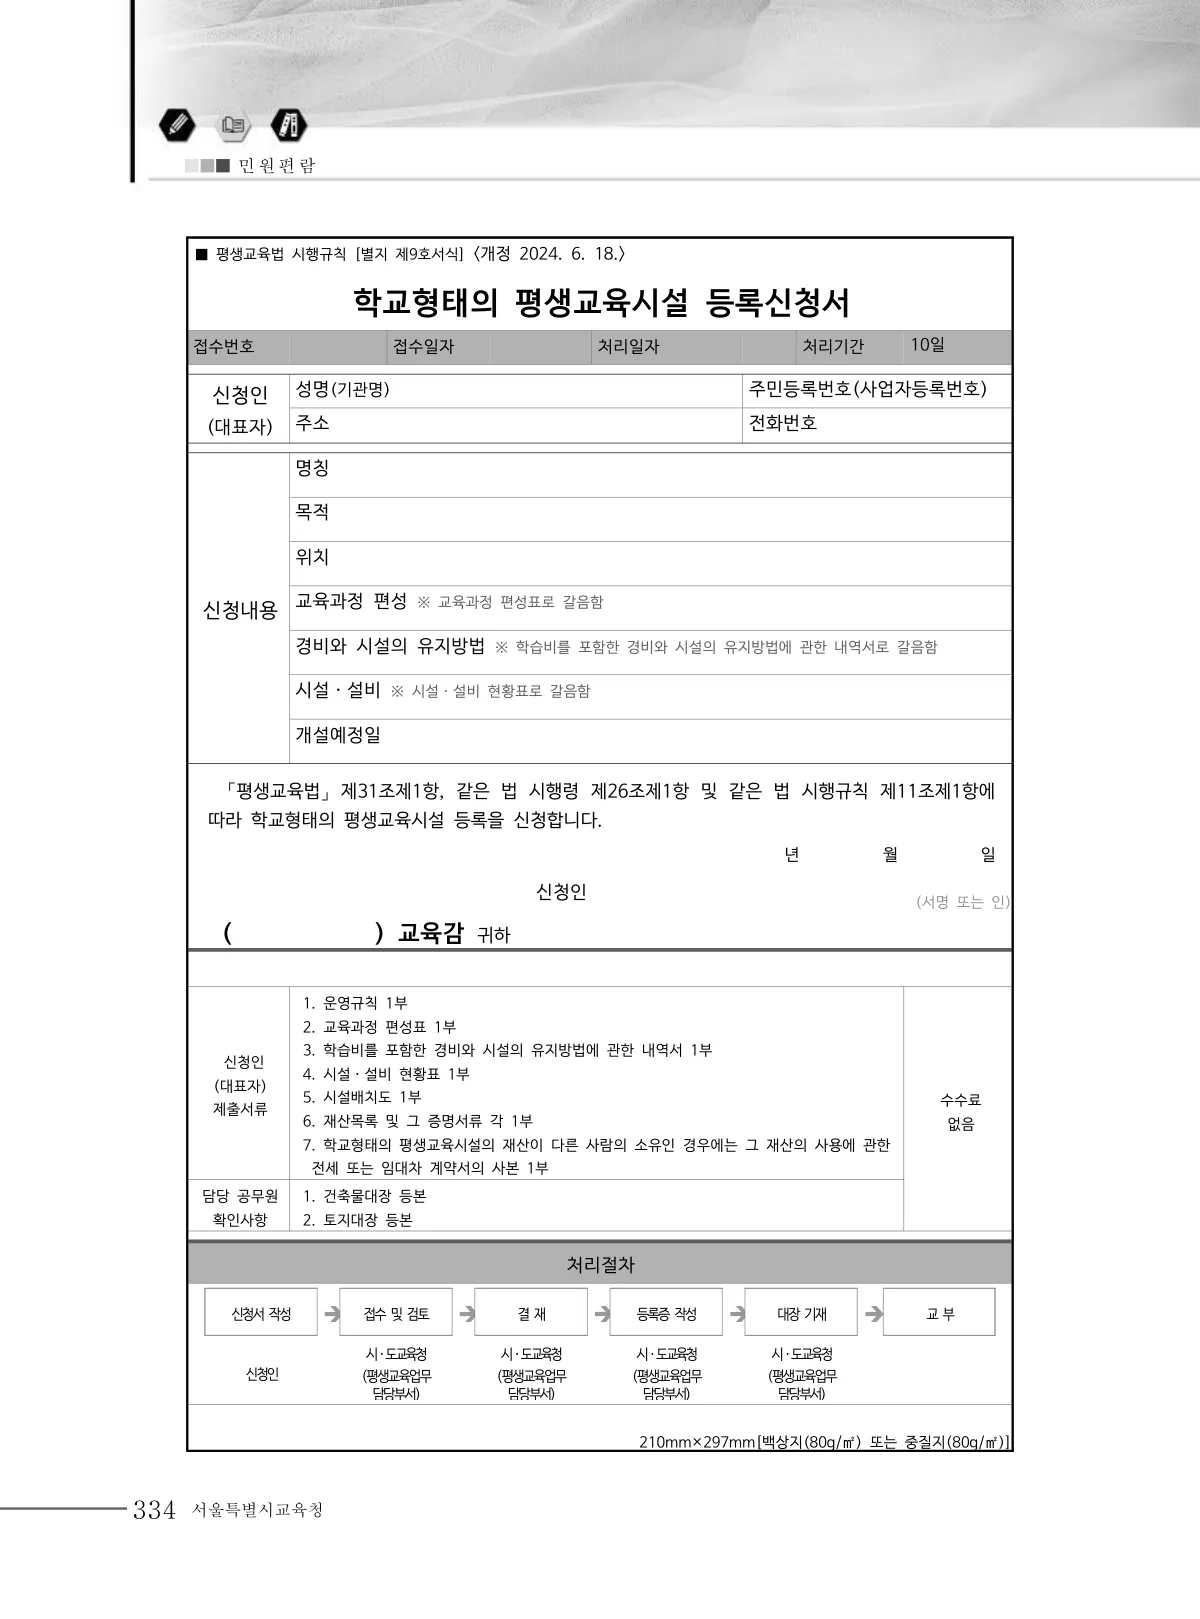 민원편람
■ 평생교육법 시행규칙 [별지 제9호서식] <개정 2024. 6. 18.>
학교형태의 평생교육시설 등록신청서
접수번호 접수일자 처리일자 처리기간 10일
신청인
(대표자)
성명(기관명) 주민등록번호(사업자등록번호)
주소 전화번호
신청내용
명칭
목적
위치
교육과정 편성 ※ 교육과정 편성표로 갈음함
경비와 시설의 유지방법 ※ 학습비를 포함한 경비와 시설의 유지방법에 관한 내역서로 갈음함
시설ㆍ설비 ※ 시설ㆍ설비 현황표로 갈음함
개설예정일
「평생교육법」제31조제1항, 같은 법 시행령 제26조제1항 및 같은 법 시행규칙 제11조제1항에
따라 학교형태의 평생교육시설 등록을 신청합니다.
년 월 일
신청인
(서명 또는 인)
( ) 교육감 귀하
신청인
(대표자)
제출서류
1. 운영규칙 1부
2. 교육과정 편성표 1부
3. 학습비를 포함한 경비와 시설의 유지방법에 관한 내역서 1부
4. 시설ㆍ설비 현황표 1부
5. 시설배치도 1부
6. 재산목록 및 그 증명서류 각 1부
7. 학교형태의 평생교육시설의 재산이 다른 사람의 소유인 경우에는 그 재산의 사용에 관한
전세 또는 임대차 계약서의 사본 1부
수수료
없음
담당 공무원
확인사항
1. 건축물대장 등본
2. 토지대장 등본
처리절차
신청서 작성 ➔ 접수 및 검토 ➔ 결 재 ➔ 등록증 작성 ➔ 대장 기재 ➔ 교 부
신청인
시ㆍ도교육청 시ㆍ도교육청 시ㆍ도교육청 시ㆍ도교육청
(평생교육업무 (평생교육업무 (평생교육업무 (평생교육업무
담당부서) 담당부서) 담당부서) 담당부서)
210mm×297mm[백상지(80g/㎡) 또는 중질지(80g/㎡)]
334 서울특별시교육청